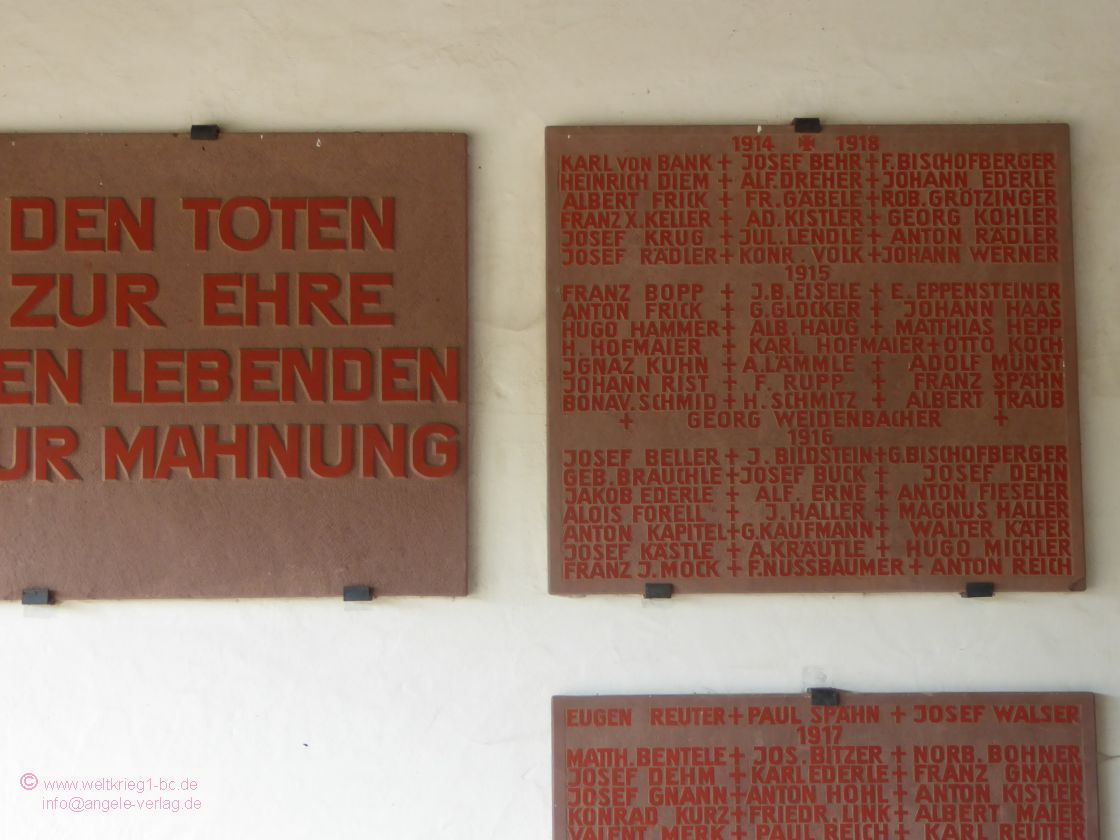 DEN TOTEN
ZUR EHRE
EN LEBENDEN
UR MAHNUNG
1914 ✠ 1918
KARL VON BANK + JOSEF BEHR + F. BISCHOFBERGER
HEINRICH DIEM + ALF. DREHER + JOHANN EDERLE
ALBERT FRICK + FR. GÄBELE + ROB. GRÖTZINGER
FRANZ X. KELLER + AD. KISTLER + GEORG KÖHLER
JOSEF KRUG + JUL. LENDLE + ANTON RÄDLER
JOSEF RÄDLER + KONR. VOLK + JOHANN WERNER
1915
FRANZ BOPP + J. B. EISELE + E. EPPENSTEINER
ANTON FRICK + G. GLOCKER + JOHANN HAAS
HUGO HAMMER + ALB. HAUG + MATTHIAS HEPP
H. HOFMAIER + KARL HOFMAIER + OTTO KOCH
JGNAZ KUHN + A. LÄMMLE + ADOLF MÜNST
JOHANN RIST + F. RUPP + FRANZ SPÄHN
BONAV. SCHMID + H. SCHMITZ + ALBERT TRAUB
+ GEORG WEIDENBACHER +
1916
JOSEF BELLER + J. BILDSTEIN + G. BISCHOFBERGER
GEB. BRAUCHLE + JOSEF BUCK + JOSEF DEHN
JAKOB EDERLE + ALF. ERNE + ANTON FIESELER
ALOIS FORELL + J. HALLER + MAGNUS HALLER
ANTON KAPITEL + G. KAUFMANN + WALTER KÄFER
JOSEF KÄSTLE + A. KRÄUTLE + HUGO MICHLER
FRANZ J. MOCK + F. NUSSBAUMER + ANTON REICH
EUGEN REUTER + PAUL SPÄHN + JOSEF WALSER
1917
MATTH. BENTELE + JOS. BITZER + NORB. BOHNER
JOSEF DEHM + KARL EDERLE + FRANZ GNANN
JOSEF GNANN + ANTON + ANTON KISTLER
KONRAD KURZ + FRIEDR. LINK + ALBERT MAIER
VALENT. MERK + PAUL REICH + KARL
© www.weltkrieg1-bc.de
info@angele-verlag.de